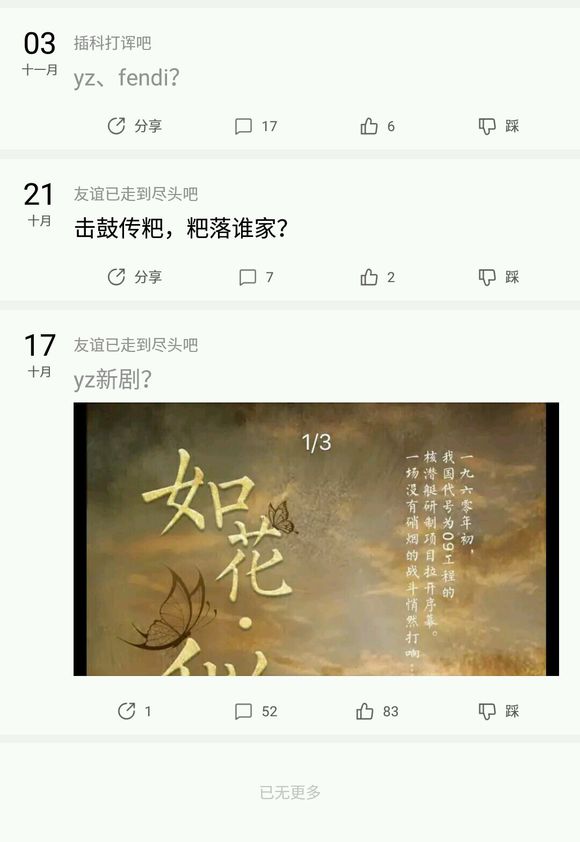 03
十一月
插科打诨吧
yz、fendi？
分享
17
6
踩
21
十月
友谊已走到尽头吧
击鼓传粑，粑落谁家？
分享
7
2
踩
17
十月
友谊已走到尽头吧
yz新剧？
1/3
如花·
一九六零年初，
我国代号为09工程的
核潜艇研制项目拉开序幕。
一场没有硝烟的战斗悄然打响…
1
52
83
踩
已无更多